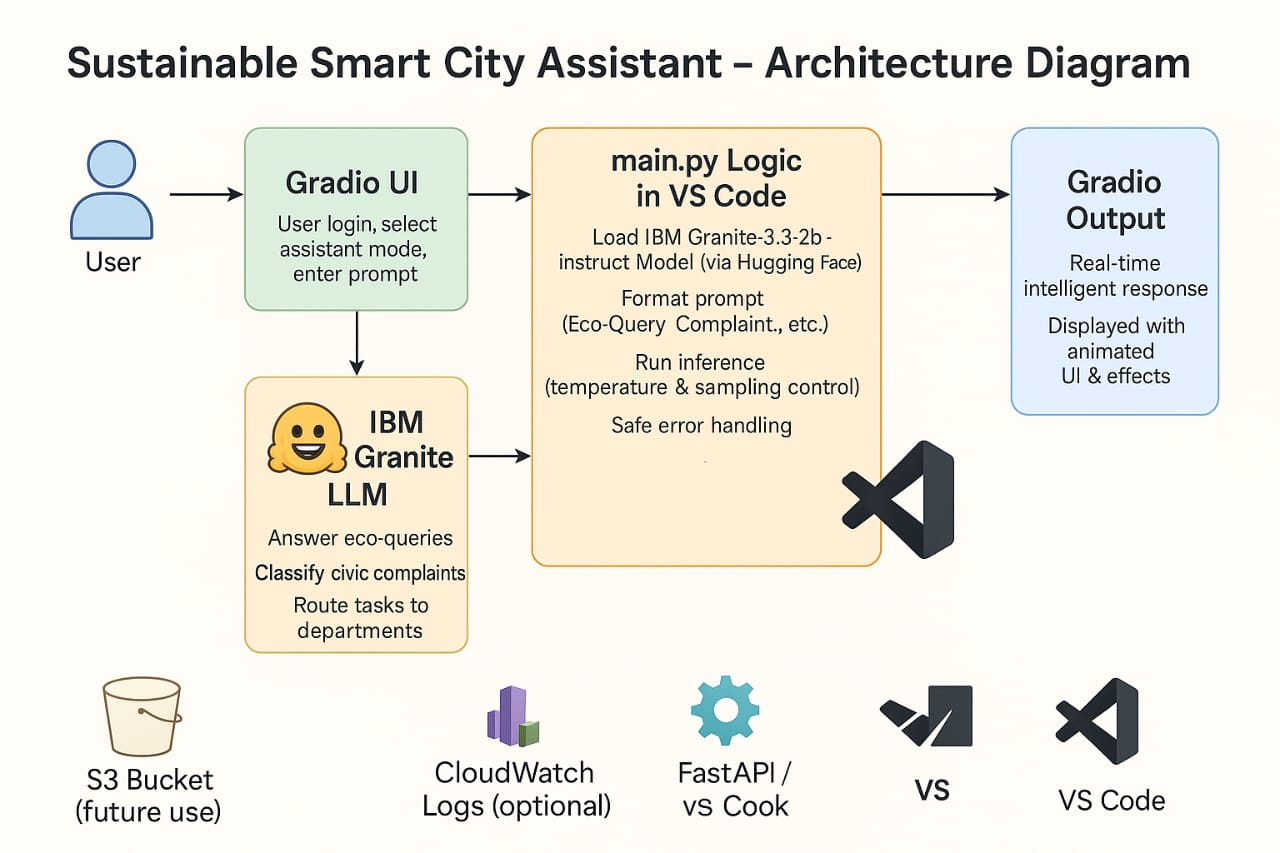 Sustainable Smart City Assistant – Architecture Diagram
User
Gradio UI
User login, select
assistant mode,
enter prompt
IBM
Granite
LLM
Answer eco-queries
Classify civic complaints
Route tasks to
departments
main.py Logic
in VS Code
Load IBM Granite-3.3-2b -
instruct Model (via Hugging Face)
Format prompt
(Eco-Query Complaint., etc.)
Run inference
(temperature & sampling control)
Safe error handling
Gradio
Output
Real-time
intelligent response
Displayed with
animated
UI & effects
S3 Bucket
(future use)
CloudWatch
Logs (optional)
FastAPI /
vS Cook
VS
VS Code